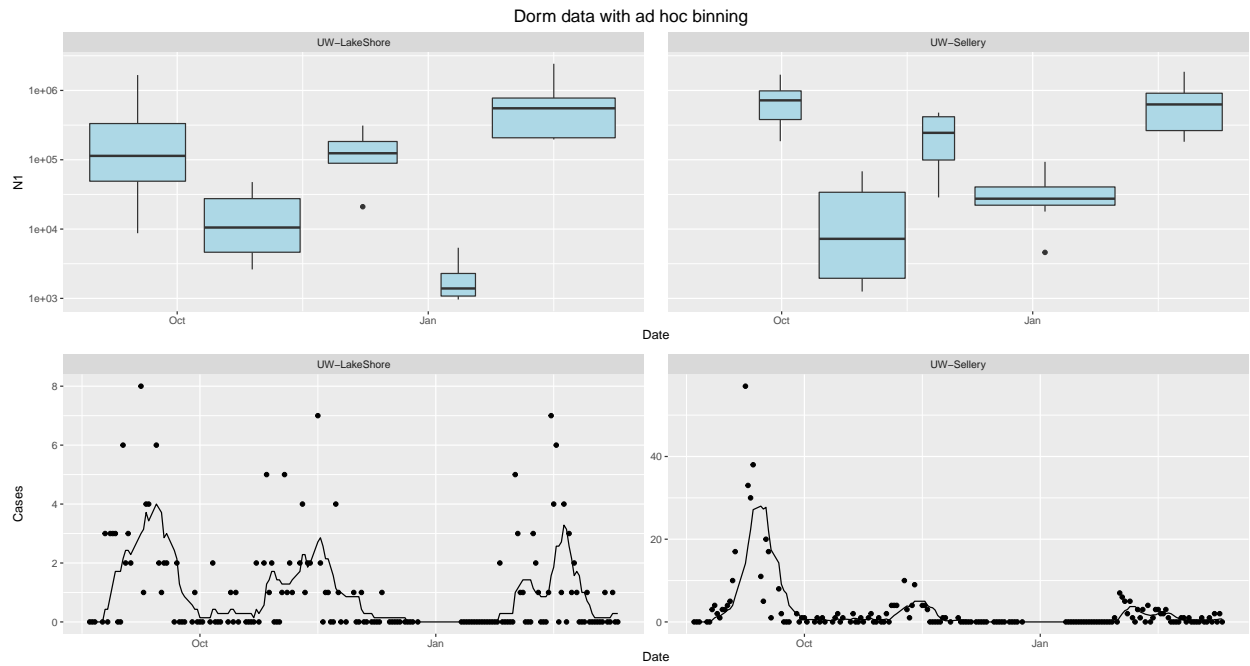 Dorm data with ad hoc binning
UW−LakeShore
UW−Sellery
1e+06
1e+05
1e+04
1e+03
N1
Oct
Jan
Oct
Jan
Date
Date
UW−LakeShore
UW−Sellery
8
6
4
2
0
40
20
0
Cases
Oct
Jan
Oct
Jan
Date
Date